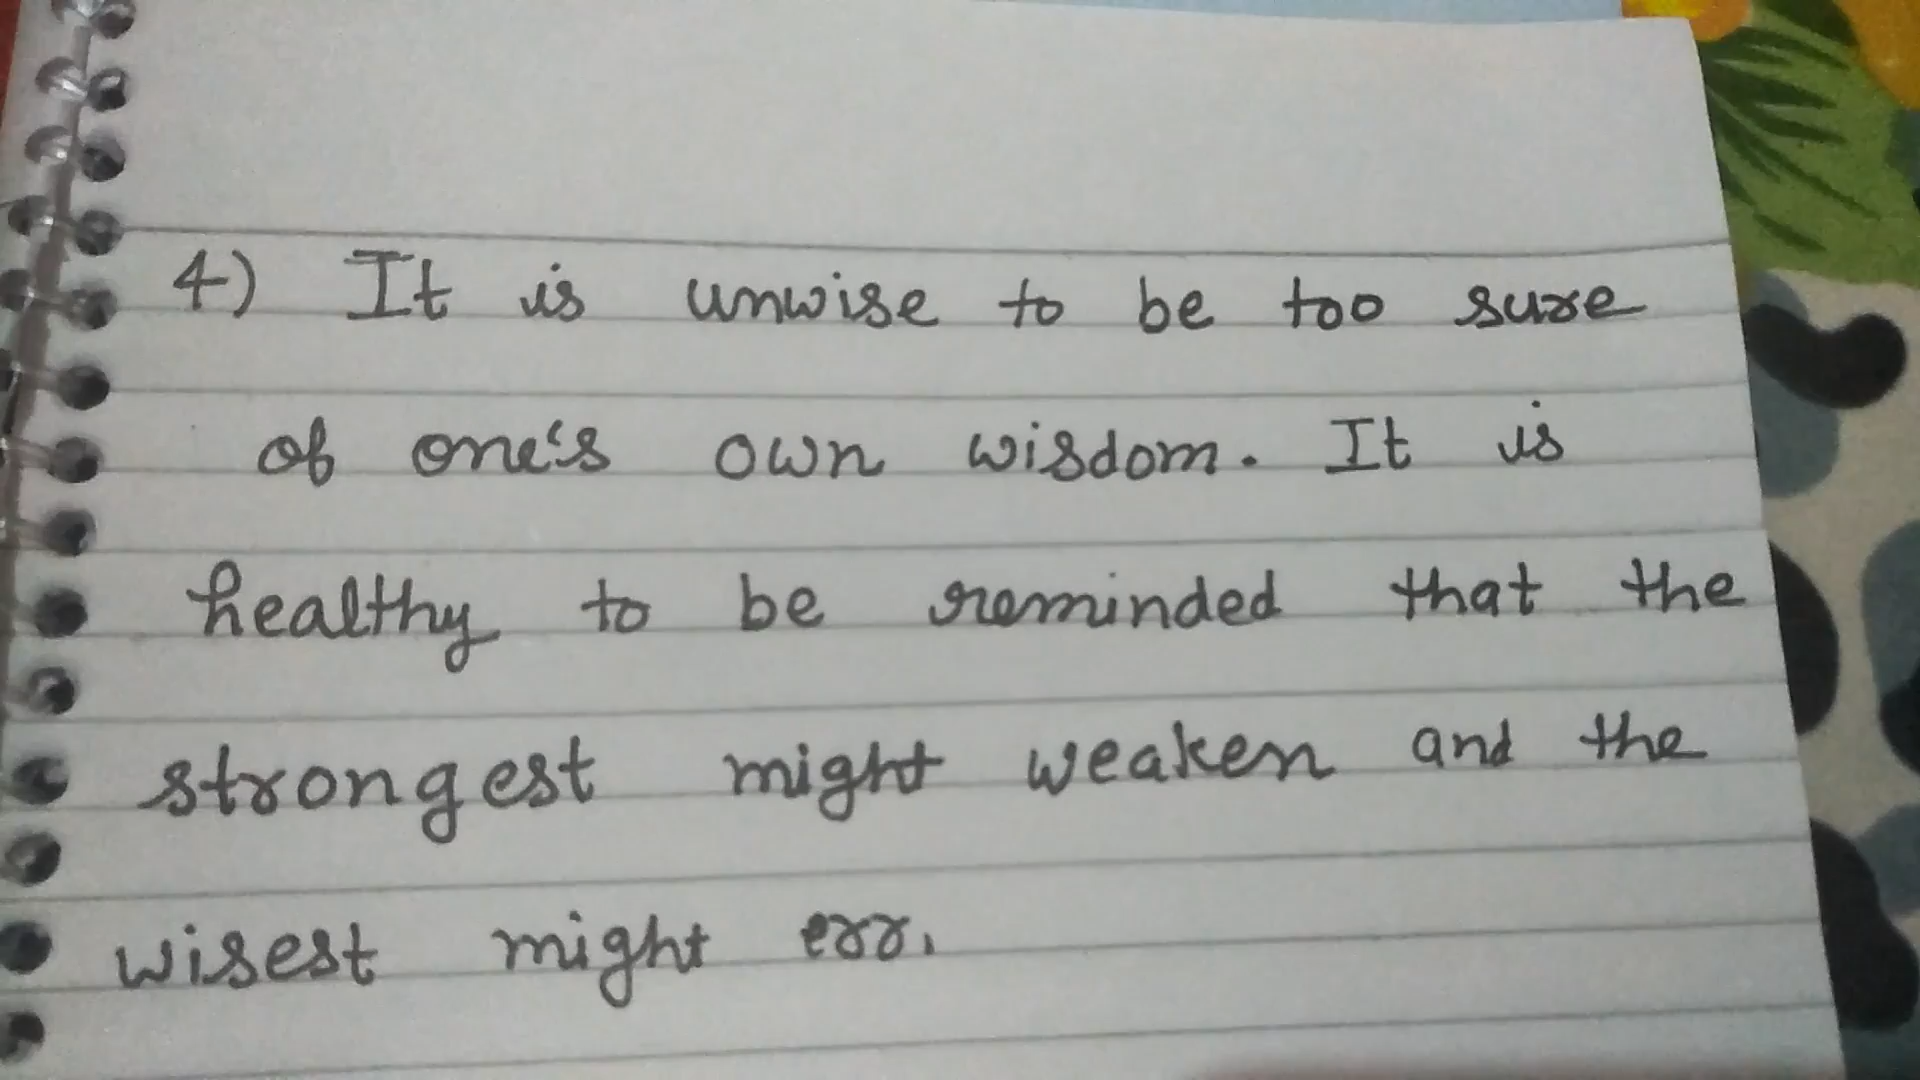 4) It is unwise to be too sure
of one's own wisdom. It is
healthy to be reminded that the
strongest might weaken and the
wisest might err.